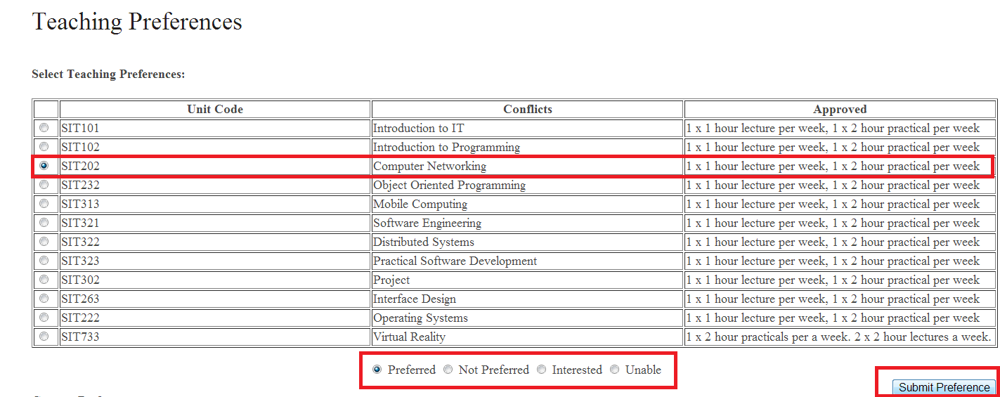 Teaching Preferences
Select Teaching Preferences:
Unit Code Conflicts Approved
SIT101 Introduction to IT 1 x 1 hour lecture per week, 1 x 2 hour practical per week
SIT102 Introduction to Programming 1 x 1 hour lecture per week, 1 x 2 hour practical per week
SIT202 Computer Networking 1 x 1 hour lecture per week, 1 x 2 hour practical per week
SIT232 Object Oriented Programming 1 x 1 hour lecture per week, 1 x 2 hour practical per week
SIT313 Mobile Computing 1 x 1 hour lecture per week, 1 x 2 hour practical per week
SIT321 Software Engineering 1 x 1 hour lecture per week, 1 x 2 hour practical per week
SIT322 Distributed Systems 1 x 1 hour lecture per week, 1 x 2 hour practical per week
SIT323 Practical Software Development 1 x 1 hour lecture per week, 1 x 2 hour practical per week
SIT302 Project 1 x 1 hour lecture per week, 1 x 2 hour practical per week
SIT263 Interface Design 1 x 1 hour lecture per week, 1 x 2 hour practical per week
SIT222 Operating Systems 1 x 1 hour lecture per week, 1 x 2 hour practical per week
SIT733 Virtual Reality 1 x 2 hour practicals per a week. 2 x 2 hour lectures a week.
Preferred Not Preferred Interested Unable
Submit Preference